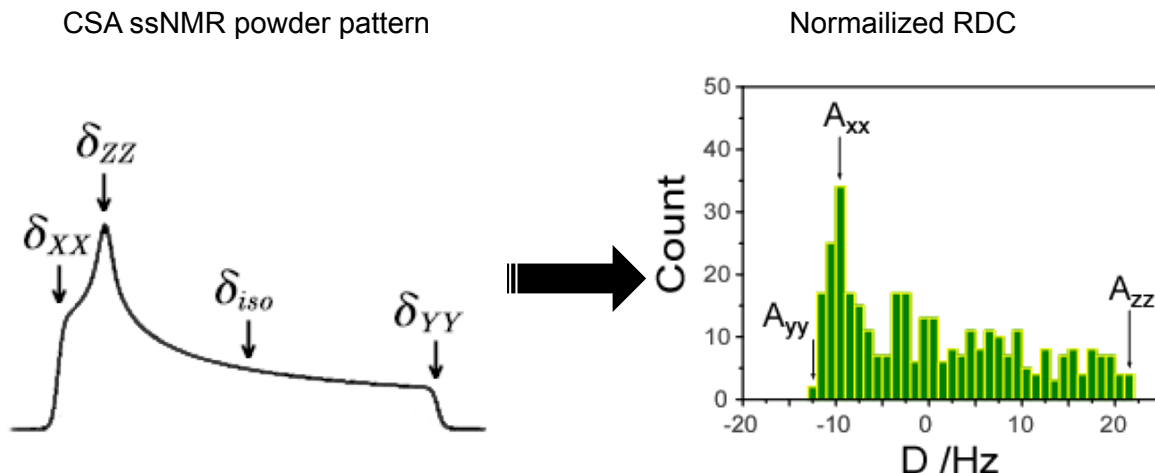 CSA ssNMR powder pattern
δZZ
δXX
δiso
δYY
Normailized RDC
50
40
30
20
10
0
Count
Axx
Ayy
Azz
-20 -10 0 10 20
D /Hz